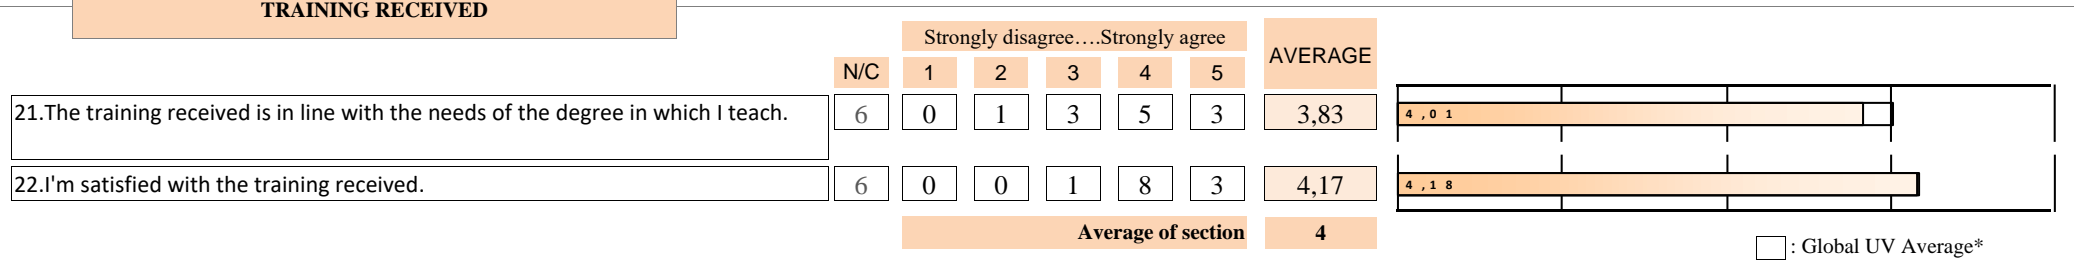 TRAINING RECEIVED
Strongly disagree….Strongly agree
AVERAGE
N/C 1 2 3 4 5
21.The training received is in line with the needs of the degree in which I teach. 6 0 1 3 5 3 3,83 4,01
22.I'm satisfied with the training received. 6 0 0 1 8 3 4,17 4,18
Average of section 4
: Global UV Average*